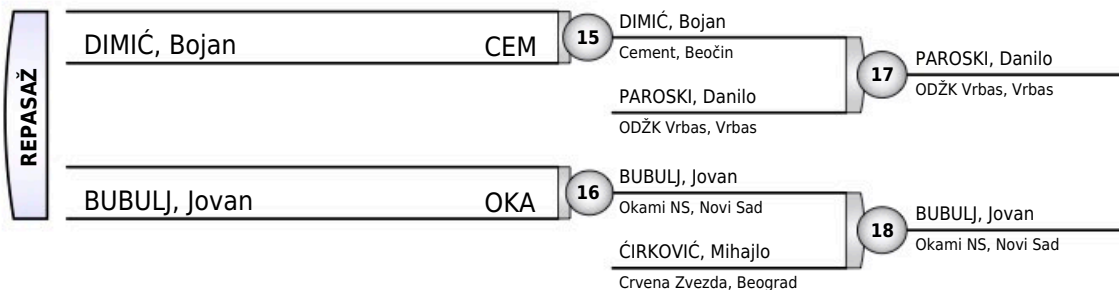 REPASAŽ
DIMIĆ, Bojan CEM
15
DIMIĆ, Bojan
Cement, Beočin
PAROSKI, Danilo
ODŽK Vrbas, Vrbas
17
PAROSKI, Danilo
ODŽK Vrbas, Vrbas
BUBULJ, Jovan OKA
16
BUBULJ, Jovan
Okami NS, Novi Sad
ĆIRKOVIĆ, Mihajlo
Crvena Zvezda, Beograd
18
BUBULJ, Jovan
Okami NS, Novi Sad